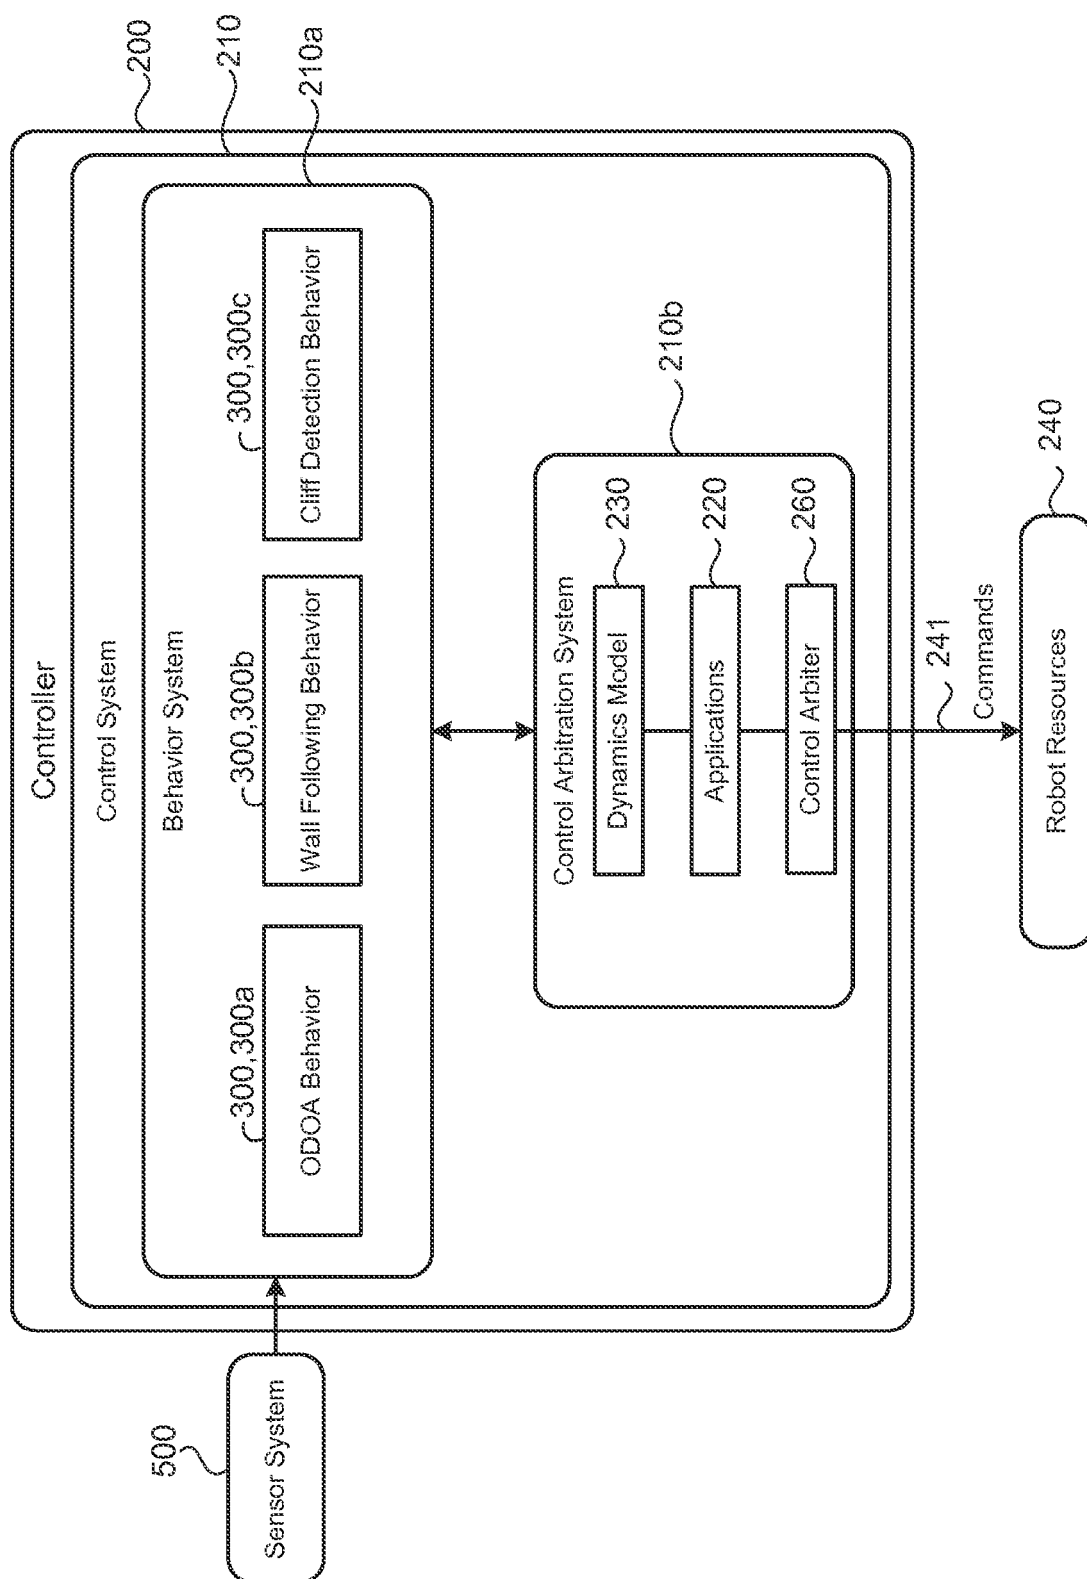 Controller
200
Control System
210
Behavior System
210a
300,300a
ODOA Behavior
300,300b
Wall Following Behavior
300,300c
Cliff Detection Behavior
500
Sensor System
210b
Control Arbitration System
Dynamics Model
230
Applications
220
Control Arbiter
260
241
Commands
Robot Resources
240